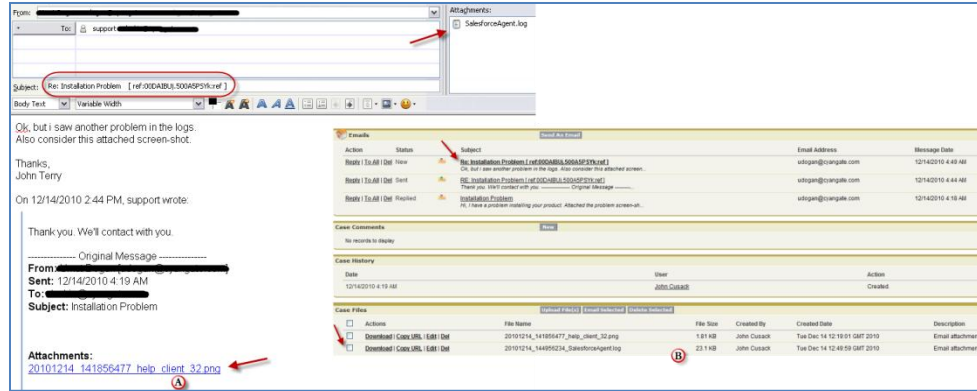 From:
To: support
Attachments:
SalesforceAgent.log
Subject: Re: Installation Problem [ ref:00DAIBUj.500A5PSYk:ref ]
Body Text Variable Width
Ok, but i saw another problem in the logs.
Also consider this attached screen-shot.
Thanks,
John Terry
On 12/14/2010 2:44 PM, support wrote:
Thank you. We'll contact with you.
--------------- Original Message ---------------
From:
Sent: 12/14/2010 4:19 AM
To:
Subject: Installation Problem
Attachments:
20101214_141856477_help_client_32.png
A
Emails Send An Email
Action Status Subject Email Address Message Date
Reply | To All | Del New Re: Installation Problem [ ref:00DAIBUj.500A5PSYk:ref ] udogan@cyangate.com 12/14/2010 4:49 AM
Ok, but i saw another problem in the logs. Also consider this attached screen...
Reply | To All | Del Sent RE: Installation Problem [ ref:00DAIBUj.500A5PSYk:ref ] udogan@cyangate.com 12/14/2010 4:44 AM
Thank you. We'll contact with you. --------------- Original Message ---------------...
Reply | To All | Del Replied Installation Problem udogan@cyangate.com 12/14/2010 4:18 AM
Hi, I have a problem installing your product. Attached the problem screen-sh...
Case Comments New
No records to display
Case History
Date User Action
12/14/2010 4:19 AM John Cusack Created
Case Files Upload File(s) Email Selected Delete Selected
Actions File Name File Size Created By Created Date Description
Download | Copy URL | Edit | Del 20101214_141856477_help_client_32.png 1.81 KB John Cusack Tue Dec 14 12:19:01 GMT 2010 Email attachment
Download | Copy URL | Edit | Del 20101214_144856234_SalesforceAgent.log 23.1 KB John Cusack Tue Dec 14 12:49:59 GMT 2010 Email attachment
B